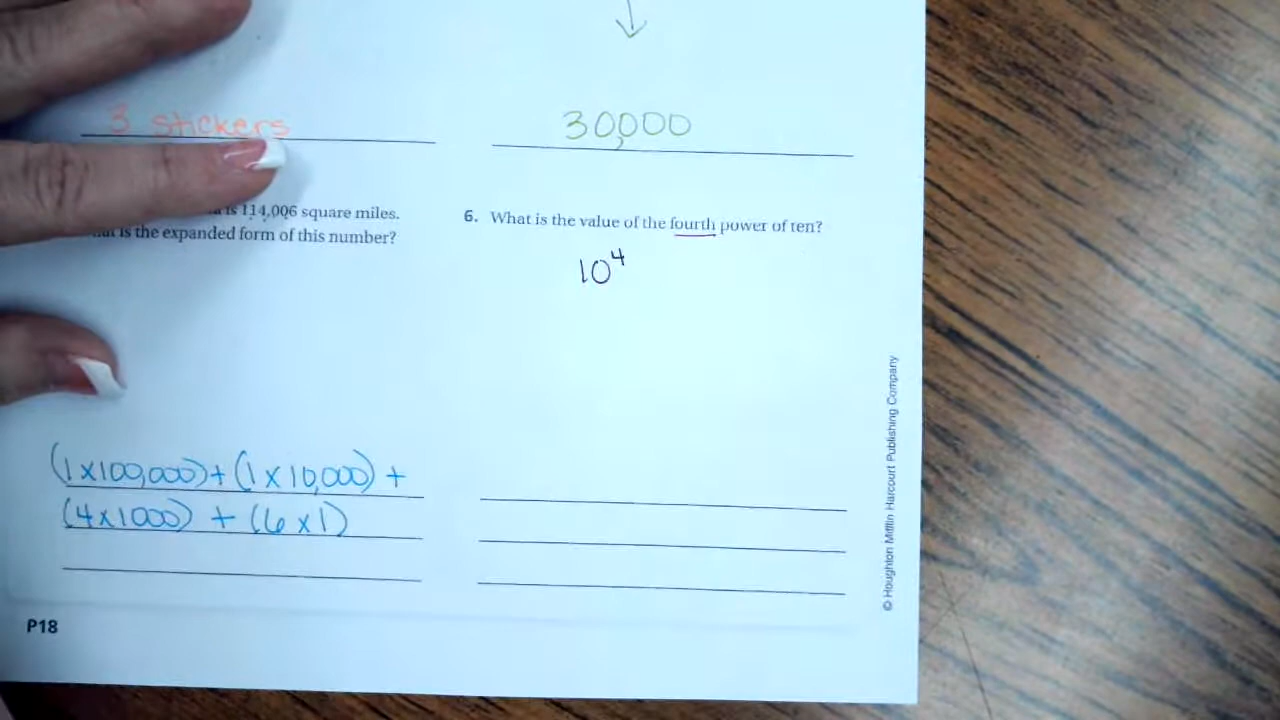 3 stickers
30,000
is 114,006 square miles.
is the expanded form of this number?
6. What is the value of the fourth power of ten?
10⁴
(1x100,000)+(1x10,000)+
(4x1000) + (6x1)
P18
© Houghton Mifflin Harcourt Publishing Company